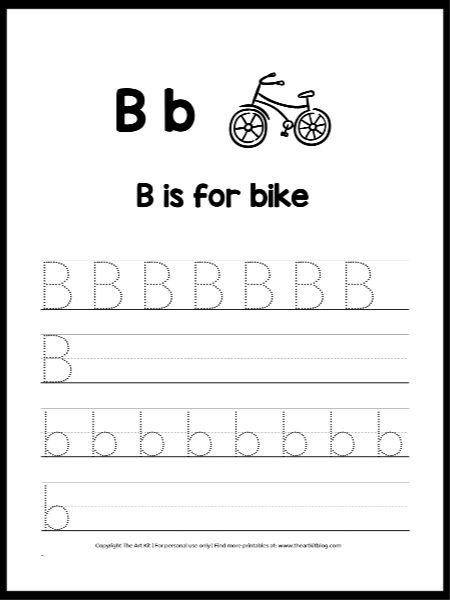 B b
B is for bike
B B B B B B B
B
b b b b b b b b
b
Copyright The Art Kit | For personal use only | Find more printables at: www.theartkitblog.com